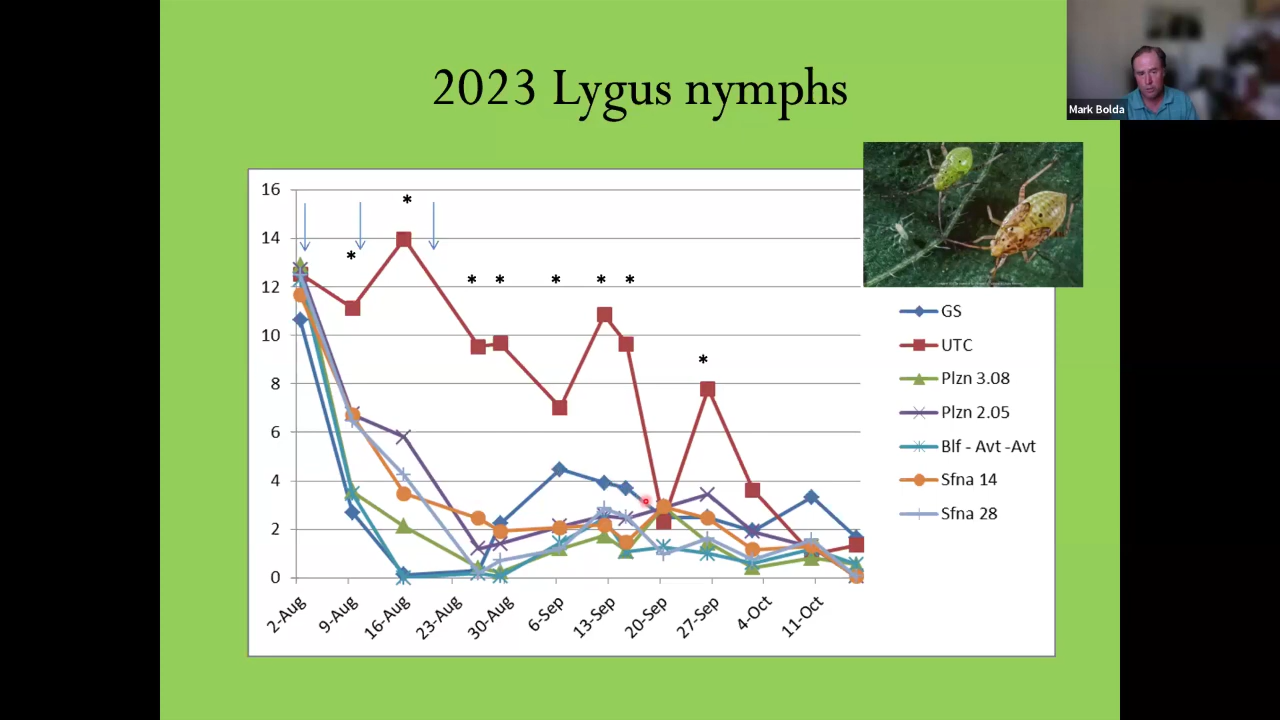 2023 Lygus nymphs
Mark Bolda
16
14
12
10
8
6
4
2
0
* * * * * * * *
2-Aug
9-Aug
16-Aug
23-Aug
30-Aug
6-Sep
13-Sep
20-Sep
27-Sep
4-Oct
11-Oct
GS
UTC
Plzn 3.08
Plzn 2.05
Blf - Avt -Avt
Sfna 14
Sfna 28